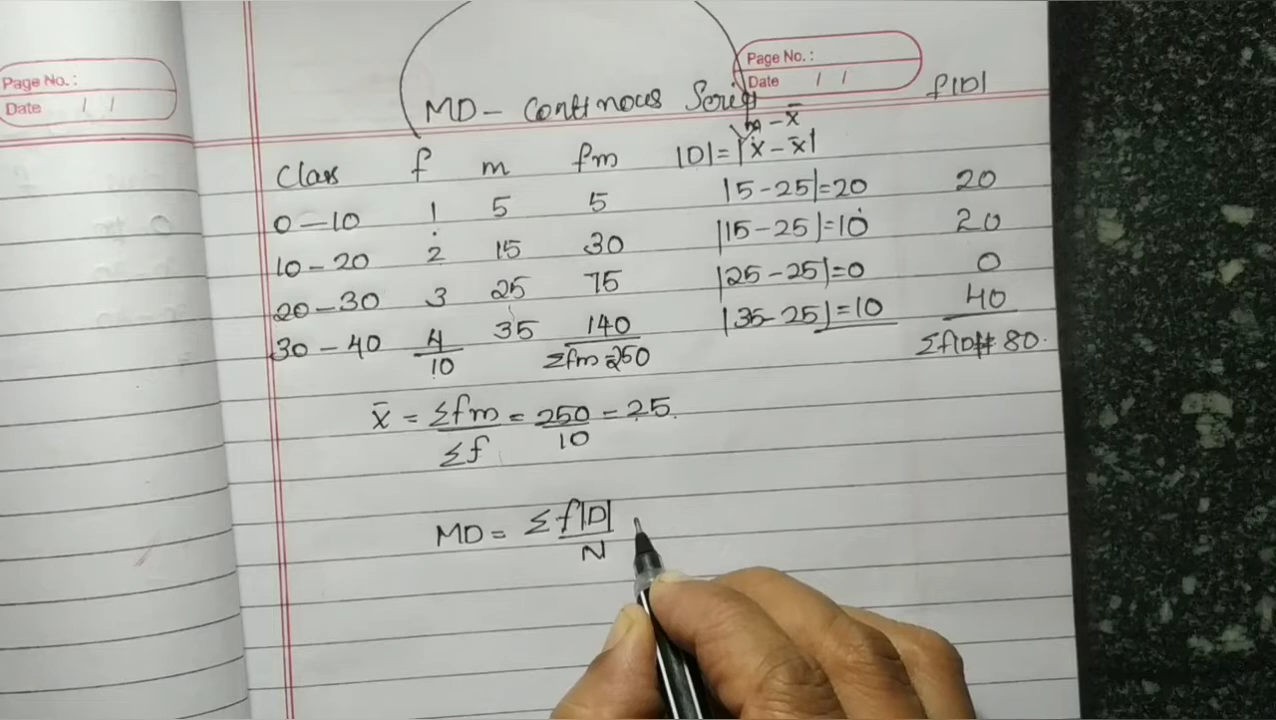 Page No.:
Date / /
Page No.:
Date / /
MD - Continous Series
f|D|
m - x̄
Class f m fm |D|=|x - x̄|
0-10 1 5 5 |5-25|=20 20
10-20 2 15 30 |15-25|=10 20
20-30 3 25 75 |25-25|=0 0
30-40 4 35 140 |35-25|=10 40
10 Σfm=250 Σf|D|= 80.
x̄ = Σfm/Σf = 250/10 = 25.
MD = Σf|D|/N